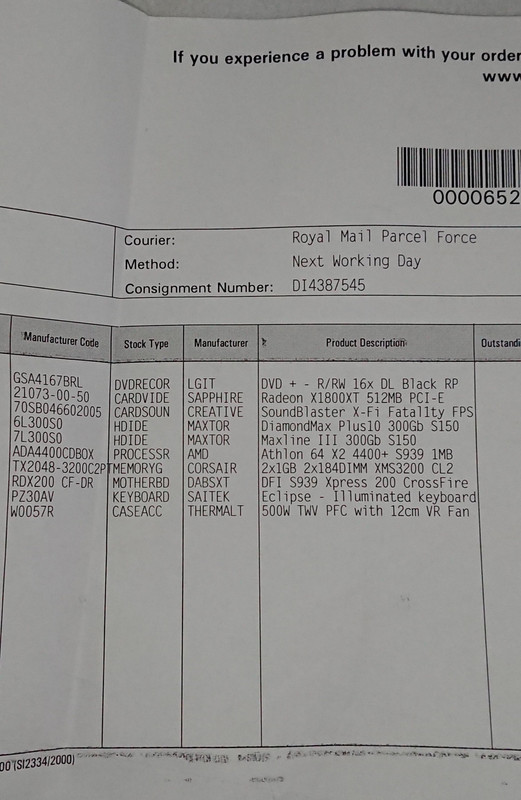 If you experience a problem with your order
www
0000652
Courier: Royal Mail Parcel Force
Method: Next Working Day
Consignment Number: DI4387545
Manufacturer Code Stock Type Manufacturer Product Description Outstandi
GSA4167BRL DVDRECOR LGIT DVD + - R/RW 16x DL Black RP
21073-00-50 CARDVIDE SAPPHIRE Radeon X1800XT 512MB PCI-E
70SB046602005 CARDSOUN CREATIVE SoundBlaster X-Fi Fatal1ty FPS
6L300S0 HDIDE MAXTOR DiamondMax Plus10 300Gb S150
7L300S0 HDIDE MAXTOR Maxline III 300Gb S150
ADA4400CDBOX PROCESSR AMD Athlon 64 X2 4400+ S939 1MB
TX2048-3200C2PT MEMORYG CORSAIR 2x1GB 2x184DIMM XMS3200 CL2
RDX200 CF-DR MOTHERBD DABSXT DFI S939 Xpress 200 CrossFire
PZ30AV KEYBOARD SAITEK Eclipse - Illuminated keyboard
W0057R CASEACC THERMALT 500W TWV PFC with 12cm VR Fan
00 (SI2334/2000)